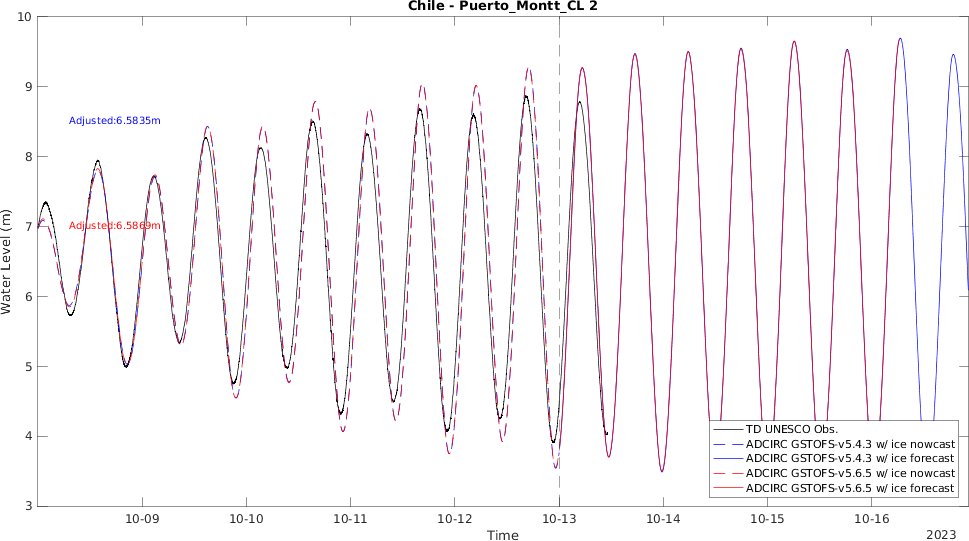 Chile - Puerto_Montt_CL 2
10
9
8
7
6
5
4
3
Water Level (m)
Adjusted:6.5835m
Adjusted:6.5869m
TD UNESCO Obs.
ADCIRC GSTOFS-v5.4.3 w/ ice nowcast
ADCIRC GSTOFS-v5.4.3 w/ ice forecast
ADCIRC GSTOFS-v5.6.5 w/ ice nowcast
ADCIRC GSTOFS-v5.6.5 w/ ice forecast
10-09 10-10 10-11 10-12 10-13 10-14 10-15 10-16
Time
2023